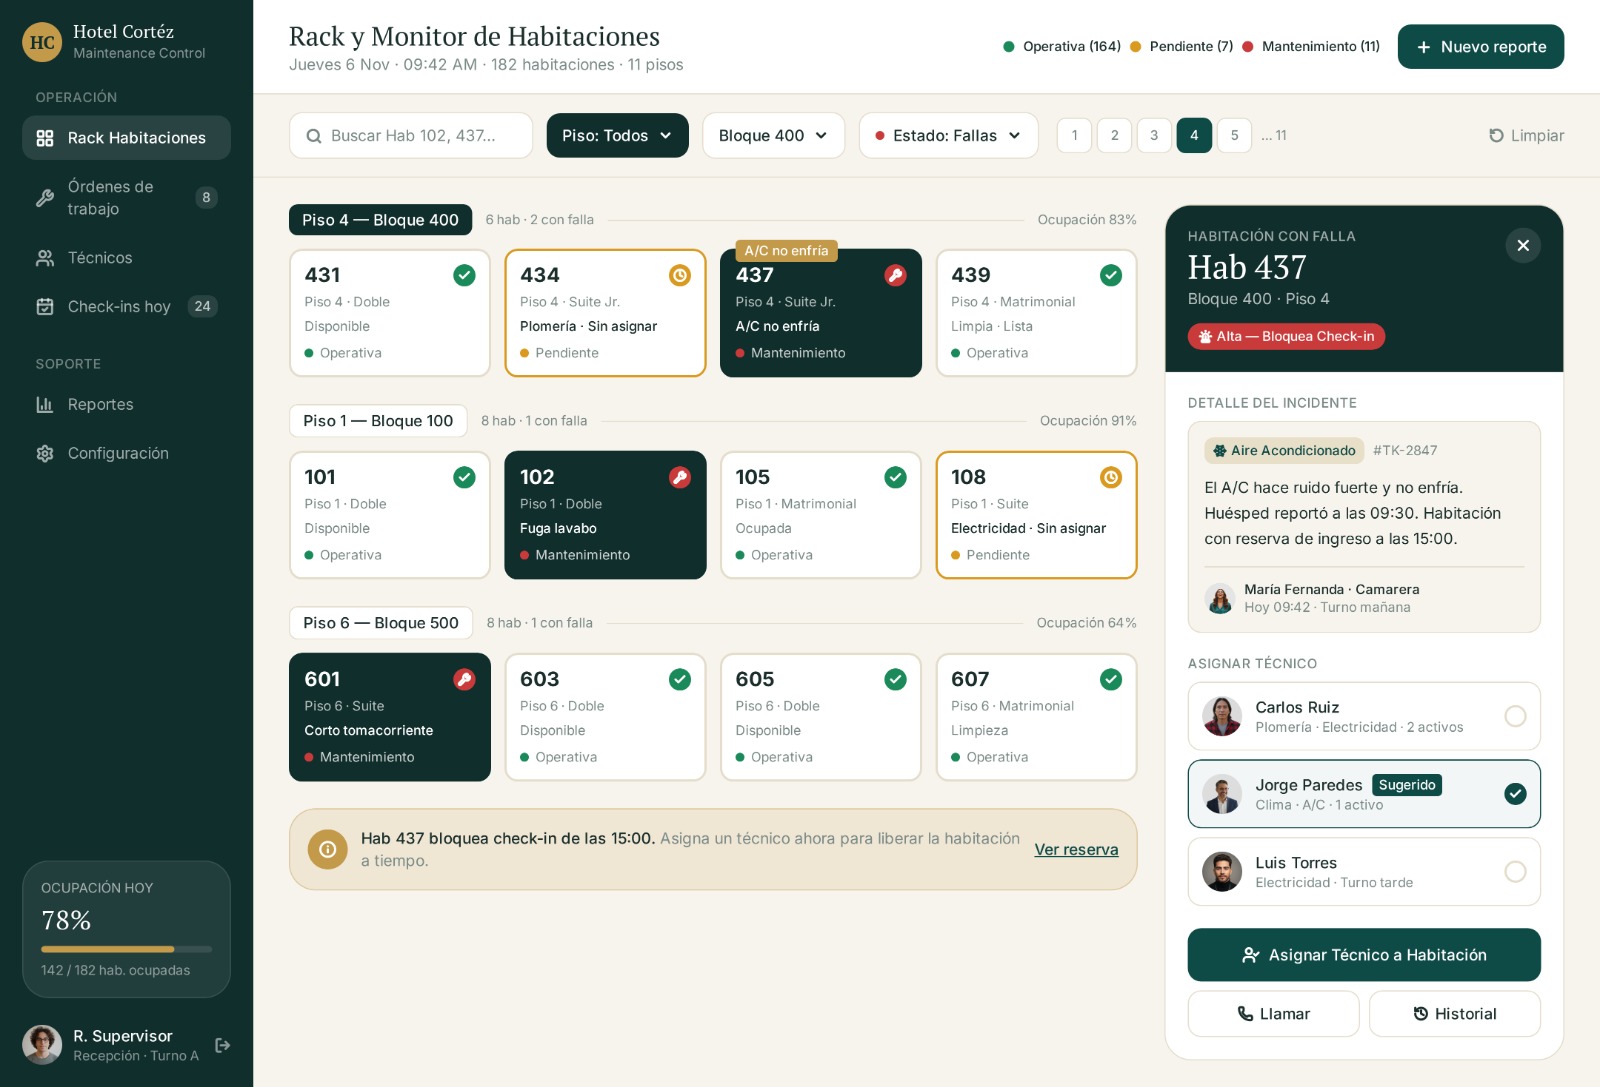 HC
Hotel Cortéz
Maintenance Control
OPERACIÓN
Rack Habitaciones
Órdenes de
trabajo
8
Técnicos
Check-ins hoy
24
SOPORTE
Reportes
Configuración
OCUPACIÓN HOY
78%
142 / 182 hab. ocupadas
R. Supervisor
Recepción · Turno A
Rack y Monitor de Habitaciones
Jueves 6 Nov · 09:42 AM · 182 habitaciones · 11 pisos
Operativa (164)
Pendiente (7)
Mantenimiento (11)
Nuevo reporte
Buscar Hab 102, 437...
Piso: Todos
Bloque 400
Estado: Fallas
1
2
3
4
5
... 11
Limpiar
Piso 4 — Bloque 400
6 hab · 2 con falla
Ocupación 83%
431
Piso 4 · Doble
Disponible
Operativa
434
Piso 4 · Suite Jr.
Plomería · Sin asignar
Pendiente
A/C no enfría
437
Piso 4 · Suite Jr.
A/C no enfría
Mantenimiento
439
Piso 4 · Matrimonial
Limpia · Lista
Operativa
Piso 1 — Bloque 100
8 hab · 1 con falla
Ocupación 91%
101
Piso 1 · Doble
Disponible
Operativa
102
Piso 1 · Doble
Fuga lavabo
Mantenimiento
105
Piso 1 · Matrimonial
Ocupada
Operativa
108
Piso 1 · Suite
Electricidad · Sin asignar
Pendiente
Piso 6 — Bloque 500
8 hab · 1 con falla
Ocupación 64%
601
Piso 6 · Suite
Corto tomacorriente
Mantenimiento
603
Piso 6 · Doble
Disponible
Operativa
605
Piso 6 · Doble
Disponible
Operativa
607
Piso 6 · Matrimonial
Limpieza
Operativa
Hab 437 bloquea check-in de las 15:00. Asigna un técnico ahora para liberar la habitación
a tiempo.
Ver reserva
HABITACIÓN CON FALLA
Hab 437
Bloque 400 · Piso 4
Alta — Bloquea Check-in
DETALLE DEL INCIDENTE
Aire Acondicionado
#TK-2847
El A/C hace ruido fuerte y no enfría.
Huésped reportó a las 09:30. Habitación
con reserva de ingreso a las 15:00.
María Fernanda · Camarera
Hoy 09:42 · Turno mañana
ASIGNAR TÉCNICO
Carlos Ruiz
Plomería · Electricidad · 2 activos
Jorge Paredes
Sugerido
Clima · A/C · 1 activo
Luis Torres
Electricidad · Turno tarde
Asignar Técnico a Habitación
Llamar
Historial